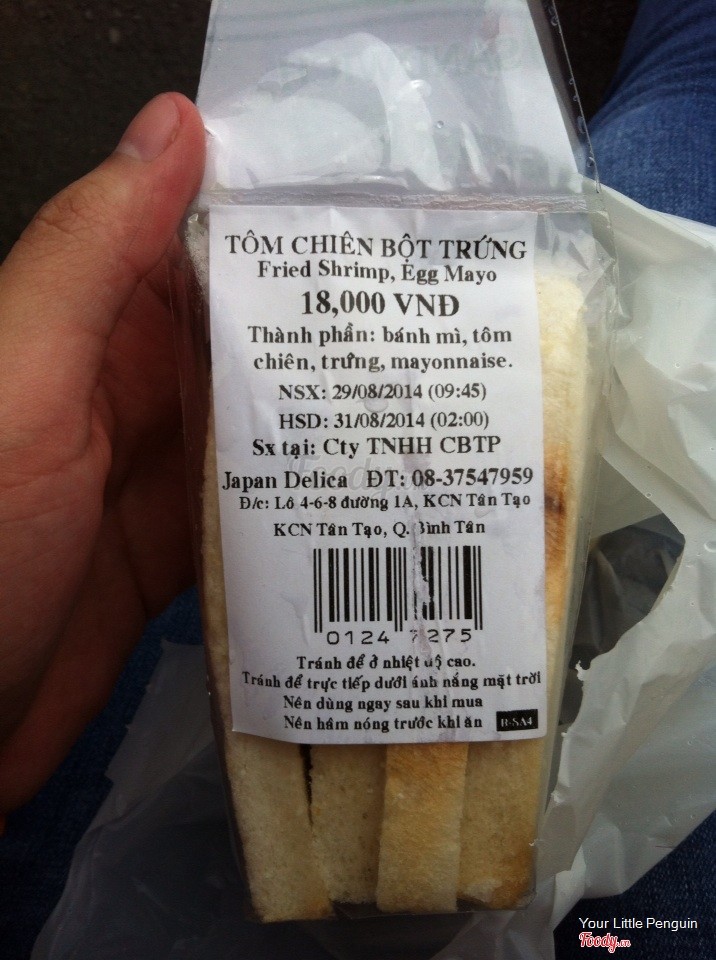 TÔM CHIÊN BỘT TRỨNG
Fried Shrimp, Egg Mayo
18,000 VNĐ
Thành phần: bánh mì, tôm
chiên, trứng, mayonnaise.
NSX: 29/08/2014 (09:45)
HSD: 31/08/2014 (02:00)
Sx tại: Cty TNHH CBTP
Japan Delica ĐT: 08-37547959
Đ/c: Lô 4-6-8 đường 1A, KCN Tân Tạo
KCN Tân Tạo, Q. Bình Tân
0124 7275
Tránh để ở nhiệt độ cao.
Tránh để trực tiếp dưới ánh nắng mặt trời
Nên dùng ngay sau khi mua
Nên hâm nóng trước khi ăn R-SA4
Foody.vn
Your Little Penguin
Foody.vn